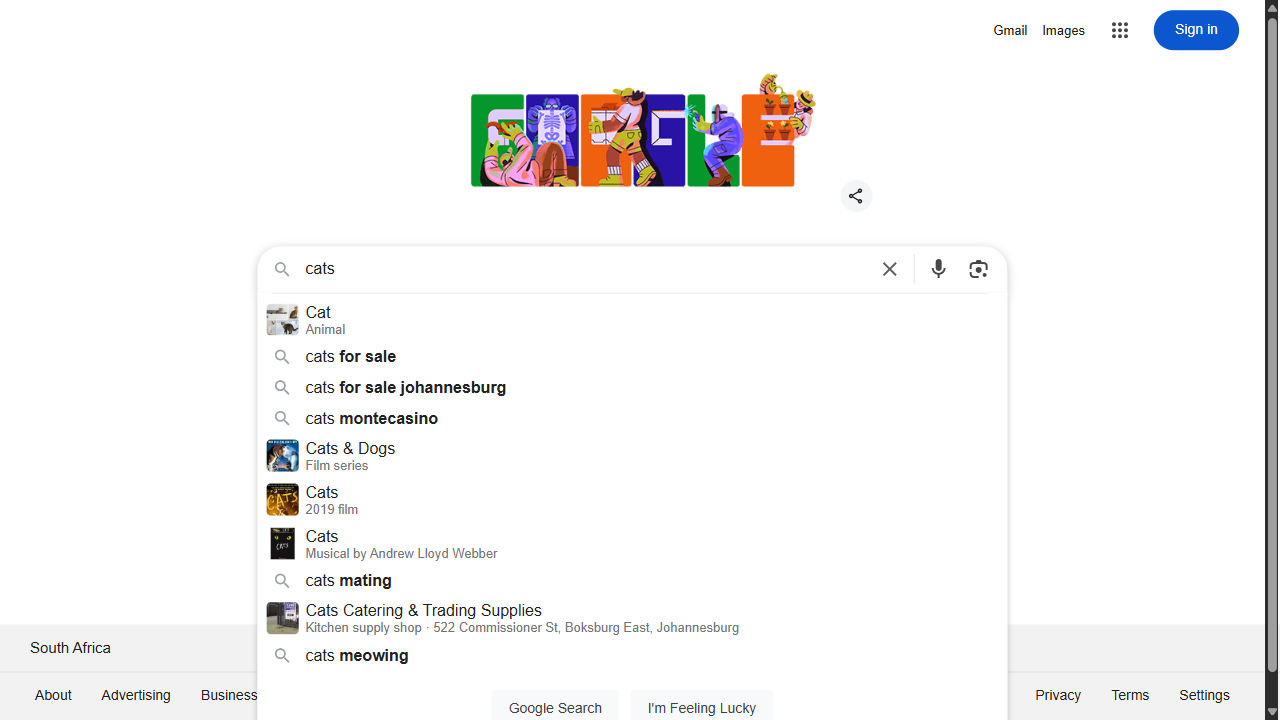 Gmail Images Sign in
cats
Cat
Animal
cats for sale
cats for sale johannesburg
cats montecasino
Cats & Dogs
Film series
Cats
2019 film
Cats
Musical by Andrew Lloyd Webber
cats mating
Cats Catering & Trading Supplies
Kitchen supply shop · 522 Commissioner St, Boksburg East, Johannesburg
cats meowing
Google Search I'm Feeling Lucky
South Africa
About Advertising Business Privacy Terms Settings